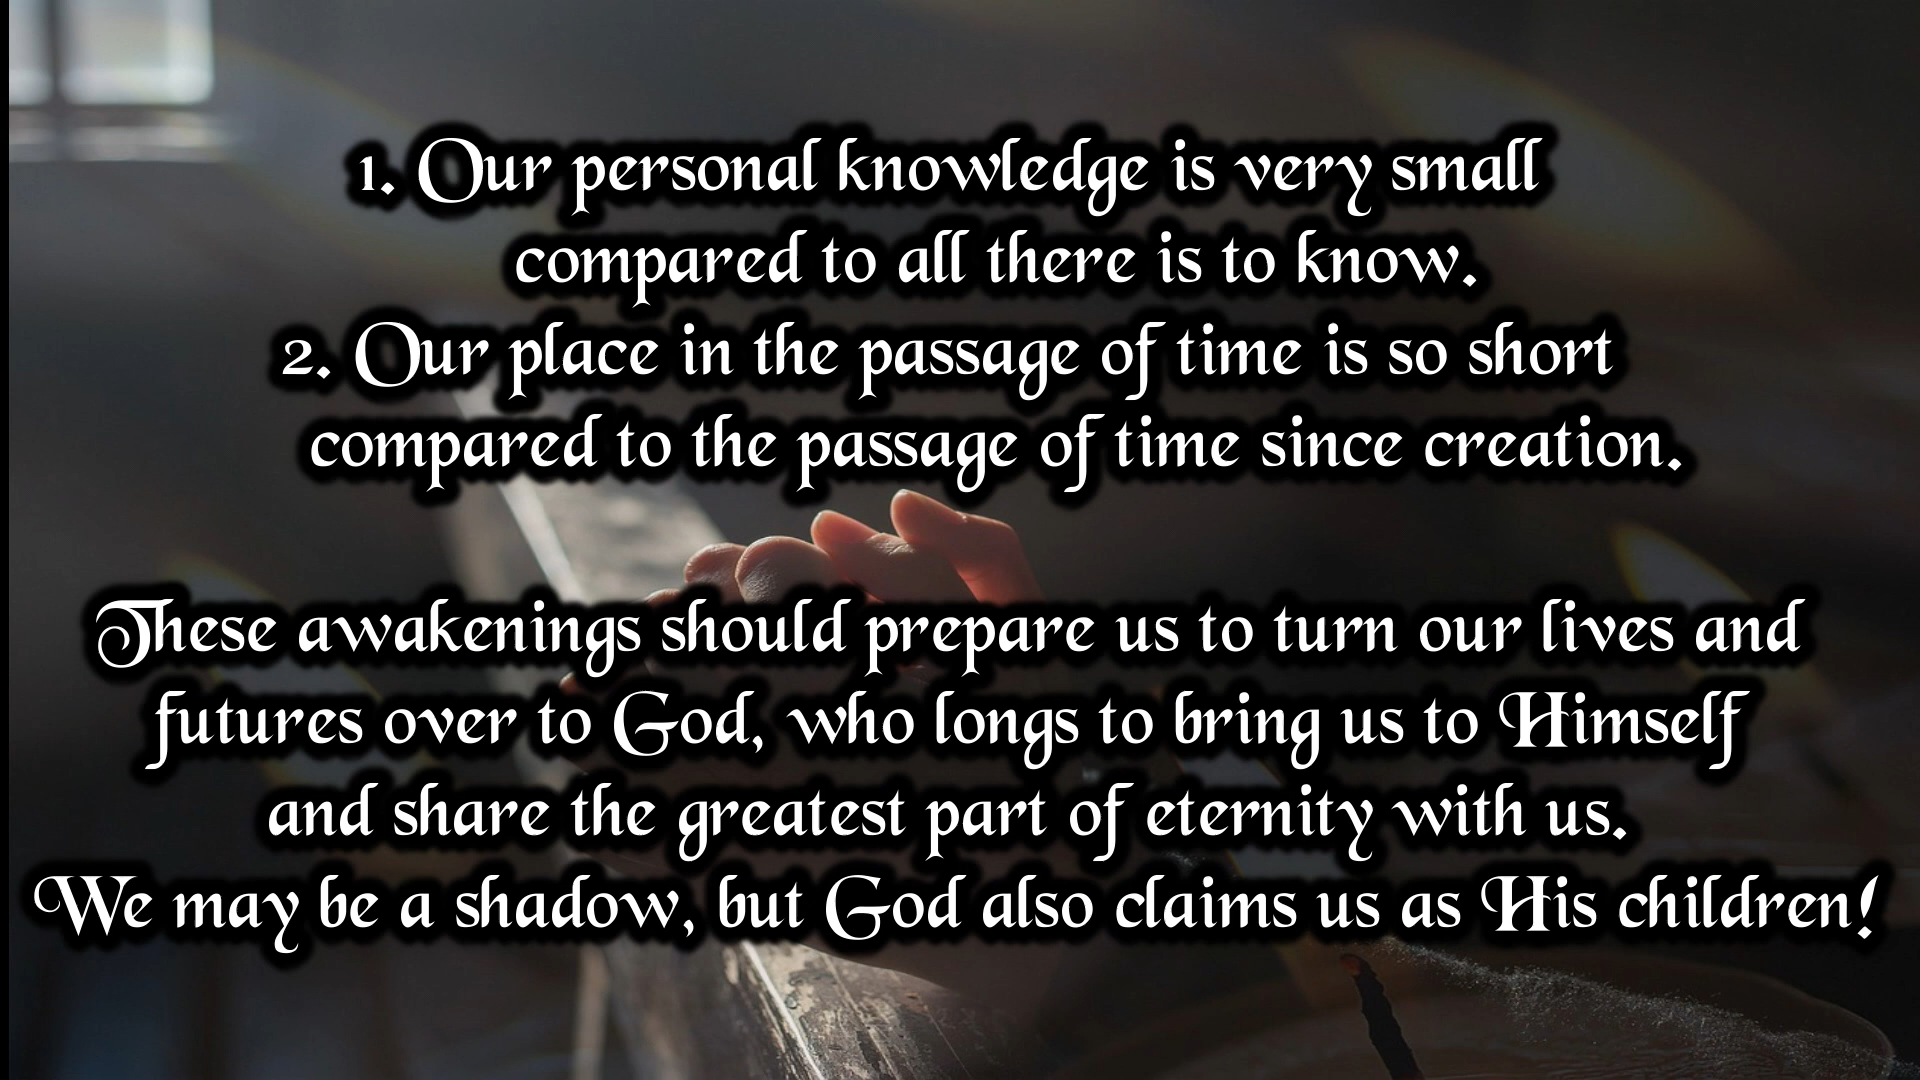 1. Our personal knowledge is very small
compared to all there is to know.
2. Our place in the passage of time is so short
compared to the passage of time since creation.
These awakenings should prepare us to turn our lives and
futures over to God, who longs to bring us to Himself
and share the greatest part of eternity with us.
We may be a shadow, but God also claims us as His children!